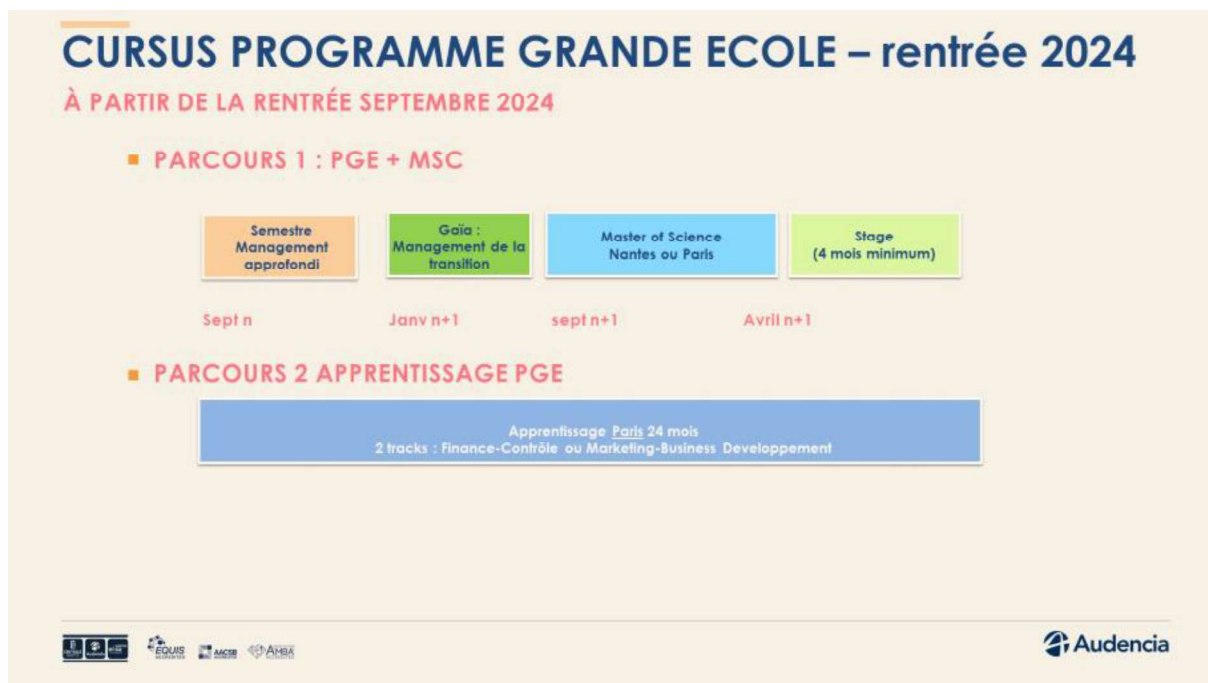 CURSUS PROGRAMME GRANDE ECOLE – rentrée 2024
À PARTIR DE LA RENTRÉE SEPTEMBRE 2024
PARCOURS 1 : PGE + MSC
Semestre
Management
approfondi
Gaïa :
Management de la
transition
Master of Science
Nantes ou Paris
Stage
(4 mois minimum)
Sept n
Janv n+1
sept n+1
Avril n+1
PARCOURS 2 APPRENTISSAGE PGE
Apprentissage Paris 24 mois
2 tracks : Finance-Contrôle ou Marketing-Business Developpement
EQUIS
AACSB
AMBA
Audencia